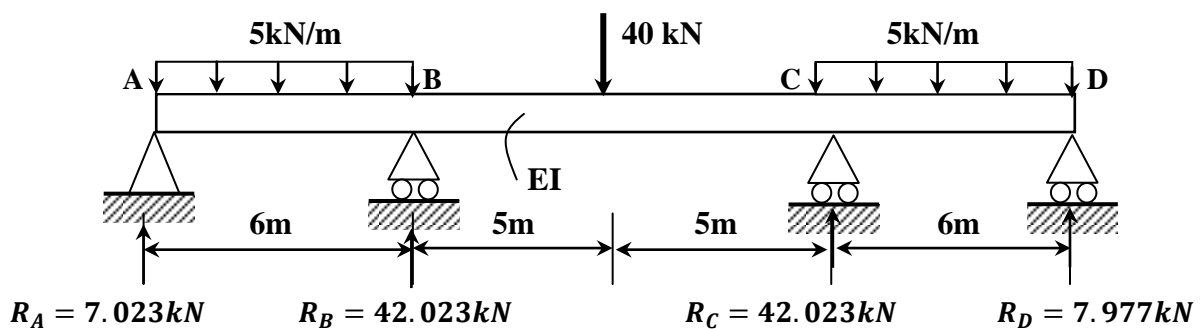 5kN/m 40 kN 5kN/m
A B C D
EI
6m 5m 5m 6m
R_A = 7.023kN R_B = 42.023kN R_C = 42.023kN R_D = 7.977kN